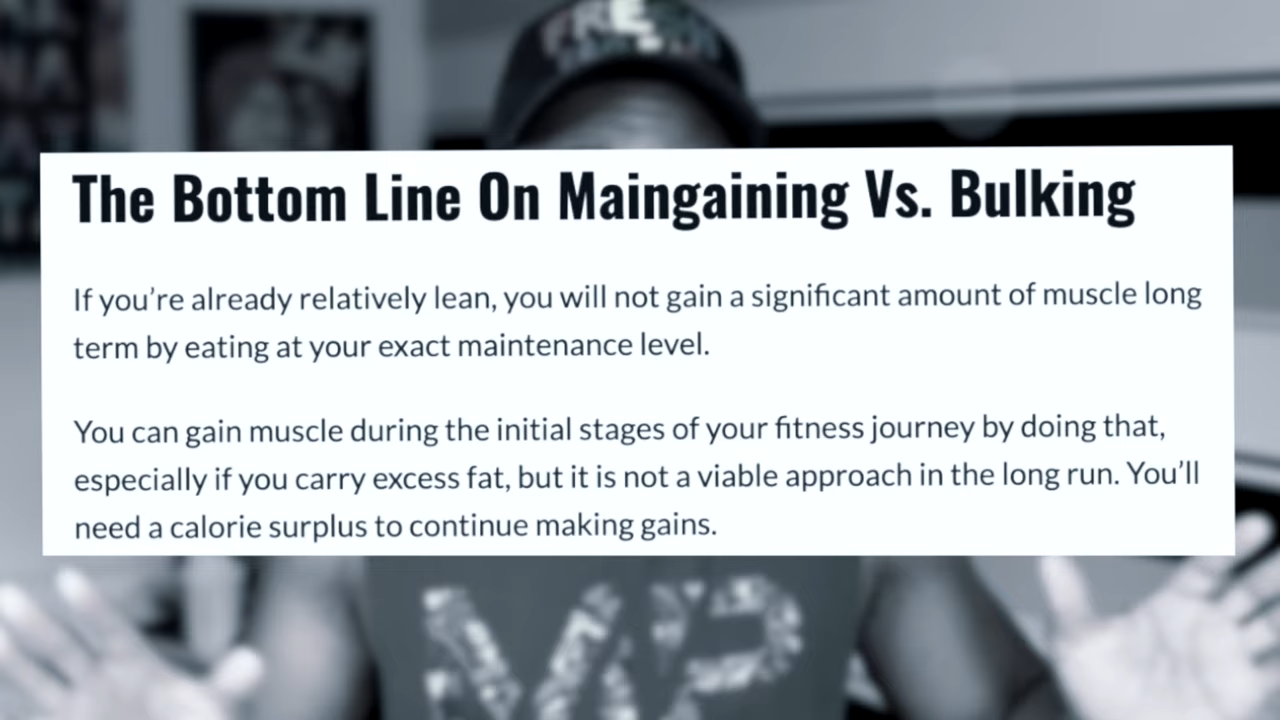 The Bottom Line On Maingaining Vs. Bulking
If you’re already relatively lean, you will not gain a significant amount of muscle long
term by eating at your exact maintenance level.
You can gain muscle during the initial stages of your fitness journey by doing that,
especially if you carry excess fat, but it is not a viable approach in the long run. You’ll
need a calorie surplus to continue making gains.